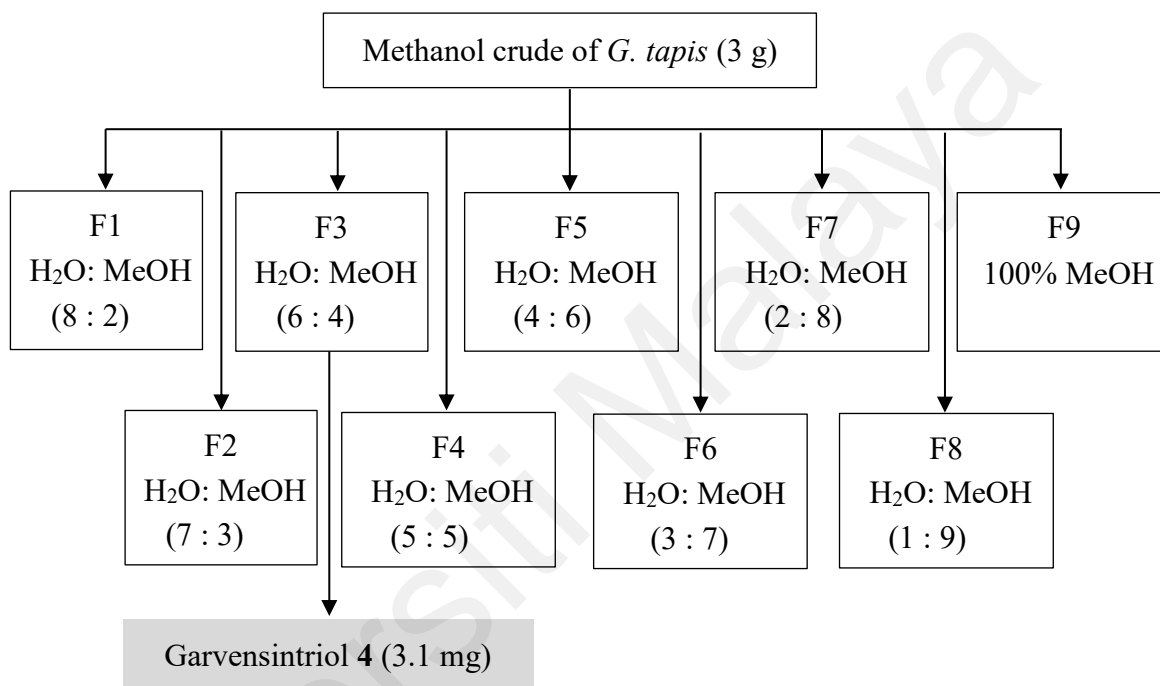 Methanol crude of G. tapis (3 g)
F1
H₂O: MeOH
(8 : 2)
F3
H₂O: MeOH
(6 : 4)
F5
H₂O: MeOH
(4 : 6)
F7
H₂O: MeOH
(2 : 8)
F9
100% MeOH
F2
H₂O: MeOH
(7 : 3)
F4
H₂O: MeOH
(5 : 5)
F6
H₂O: MeOH
(3 : 7)
F8
H₂O: MeOH
(1 : 9)
Garvensintriol 4 (3.1 mg)
ersiti Malaya